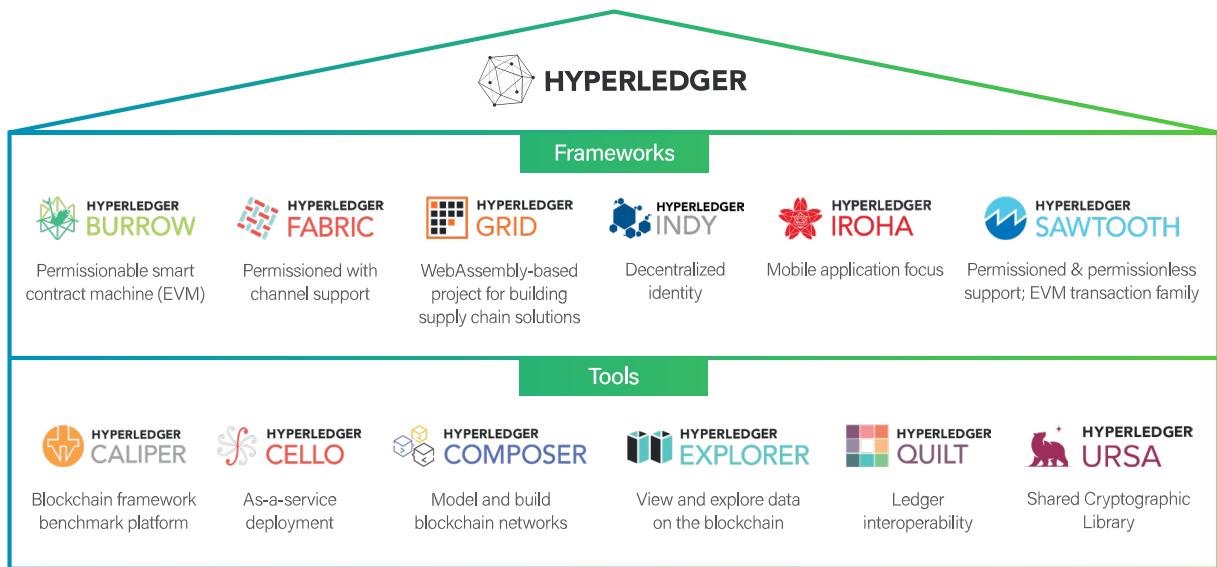 HYPERLEDGER
Frameworks
HYPERLEDGER
BURROW
Permissionable smart
contract machine (EVM)
HYPERLEDGER
FABRIC
Permissioned with
channel support
HYPERLEDGER
GRID
WebAssembly-based
project for building
supply chain solutions
HYPERLEDGER
INDY
Decentralized
identity
HYPERLEDGER
IROHA
Mobile application focus
HYPERLEDGER
SAWTOOTH
Permissioned & permissionless
support; EVM transaction family
Tools
HYPERLEDGER
CALIPER
Blockchain framework
benchmark platform
HYPERLEDGER
CELLO
As-a-service
deployment
HYPERLEDGER
COMPOSER
Model and build
blockchain networks
HYPERLEDGER
EXPLORER
View and explore data
on the blockchain
HYPERLEDGER
QUILT
Ledger
interoperability
HYPERLEDGER
URSA
Shared Cryptographic
Library